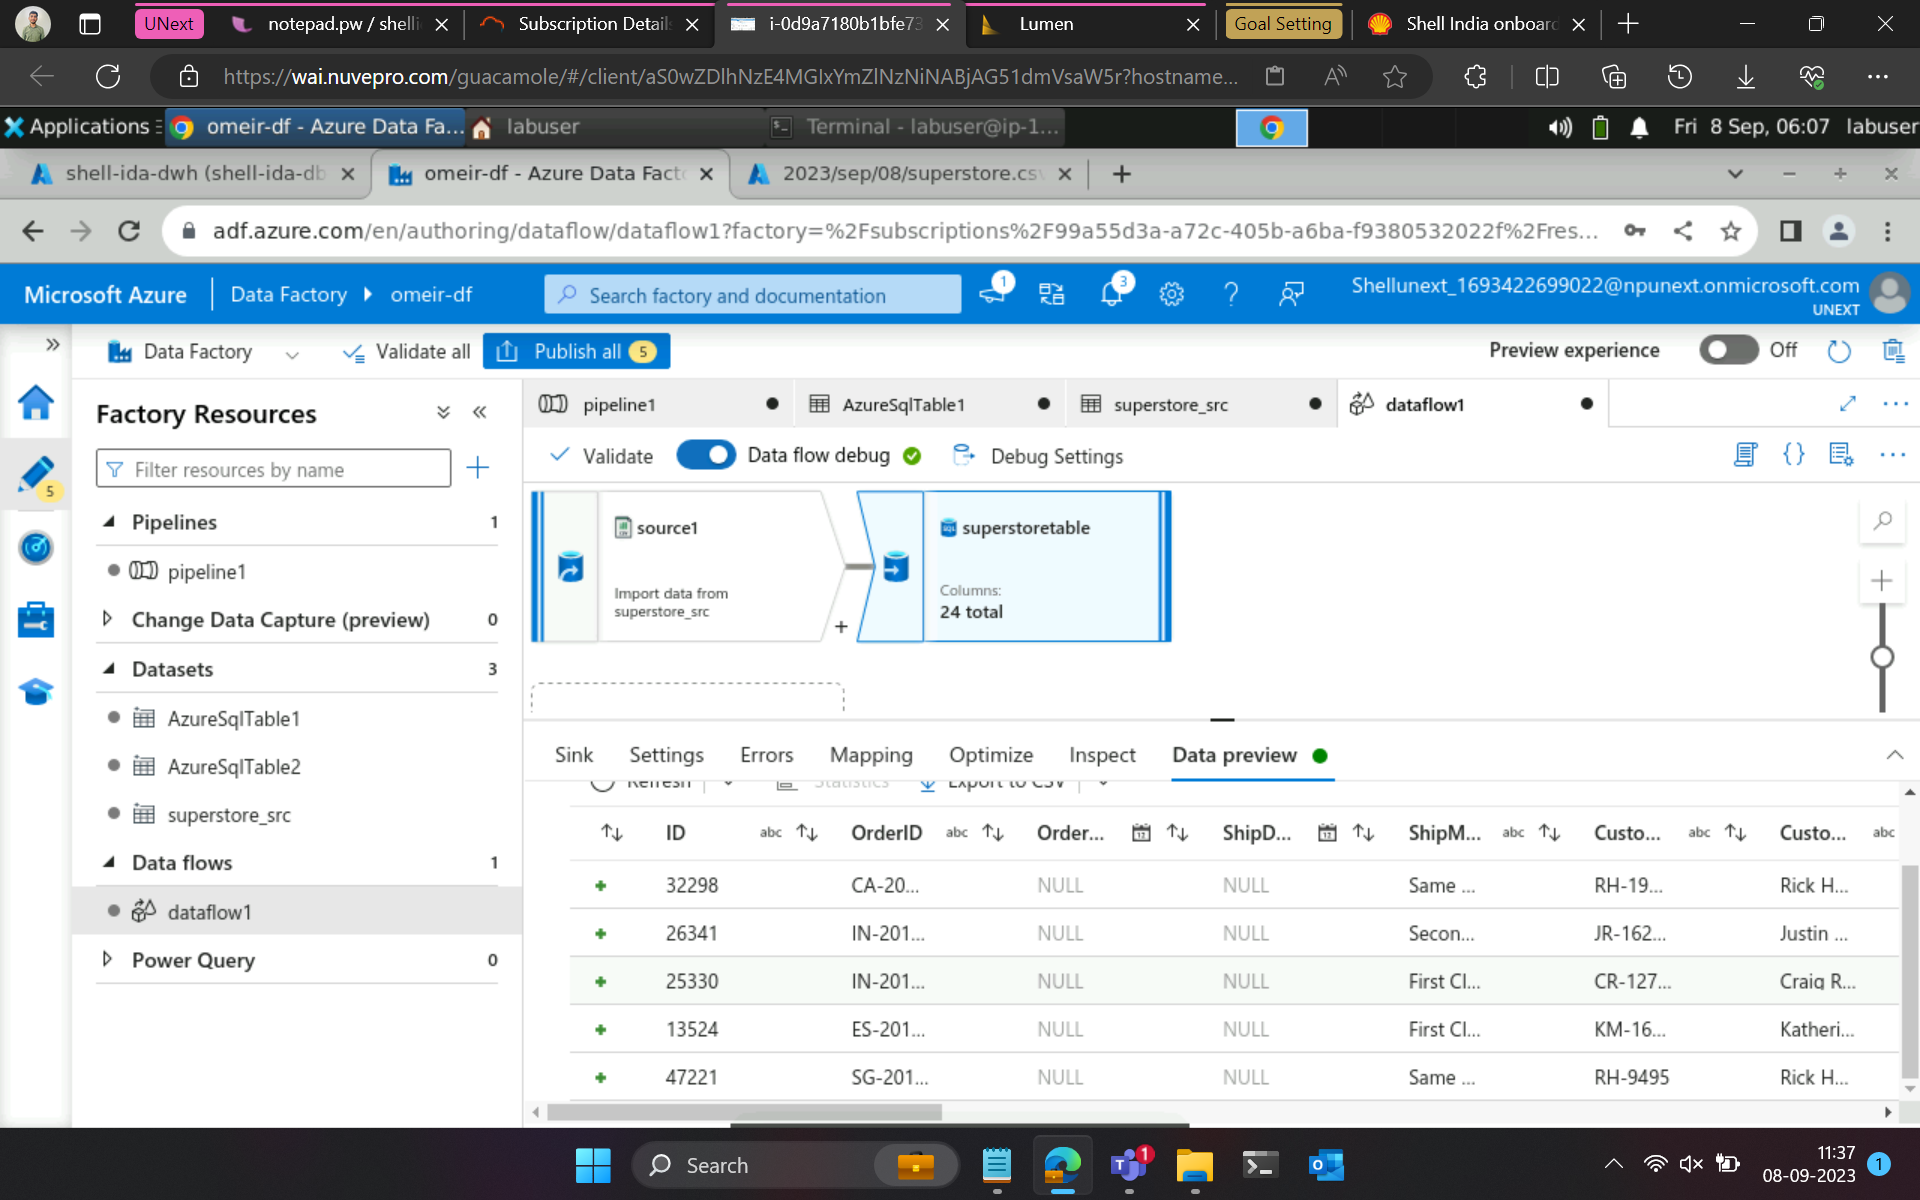 UNext
notepad.pw / shelli
Subscription Details
i-0d9a7180b1bfe73
Lumen
Goal Setting
Shell India onboard
https://wai.nuvepro.com/guacamole/#/client/aS0wZDlhNzE4MGIxYmZlNzNiNABjAG51dmVsaW5r?hostname...
Applications
omeir-df - Azure Data Fa...
labuser
Terminal - labuser@ip-1...
Fri 8 Sep, 06:07 labuser
shell-ida-dwh (shell-ida-db
omeir-df - Azure Data Facto
2023/sep/08/superstore.csv
adf.azure.com/en/authoring/dataflow/dataflow1?factory=%2Fsubscriptions%2F99a55d3a-a72c-405b-a6ba-f9380532022f%2Fres...
Microsoft Azure
Data Factory
omeir-df
Search factory and documentation
1
3
Shellunext_1693422699022@npunext.onmicrosoft.com
UNEXT
Data Factory
Validate all
Publish all 5
Preview experience
Off
Factory Resources
Filter resources by name
5
Pipelines 1
pipeline1
Change Data Capture (preview) 0
Datasets 3
AzureSqlTable1
AzureSqlTable2
superstore_src
Data flows 1
dataflow1
Power Query 0
pipeline1
AzureSqlTable1
superstore_src
dataflow1
Validate
Data flow debug
Debug Settings
source1
Import data from
superstore_src
superstoretable
Columns:
24 total
Sink Settings Errors Mapping Optimize Inspect Data preview
Refresh Statistics Export to CSV
ID abc OrderID abc Order... ShipD... ShipM... abc Custo... abc Custo... abc
32298 CA-20... NULL NULL Same ... RH-19... Rick H...
26341 IN-201... NULL NULL Secon... JR-162... Justin ...
25330 IN-201... NULL NULL First Cl... CR-127... Craig R...
13524 ES-201... NULL NULL First Cl... KM-16... Katheri...
47221 SG-201... NULL NULL Same ... RH-9495 Rick H...
Search
1
11:37
08-09-2023
1